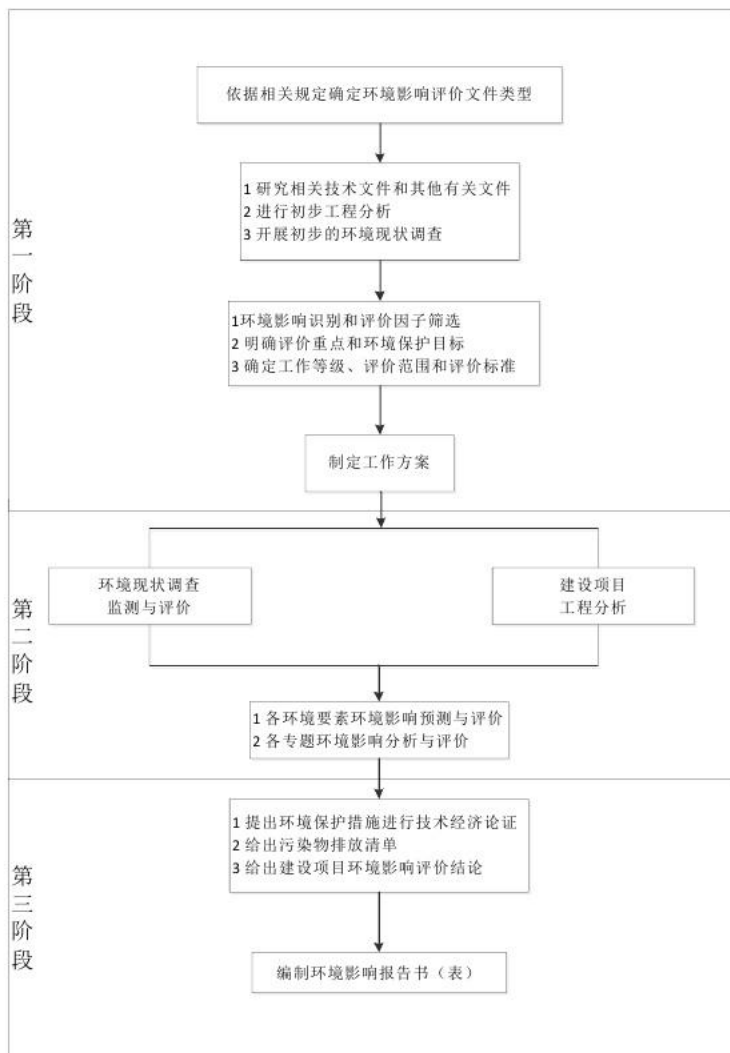 依据相关规定确定环境影响评价文件类型
1 研究相关技术文件和其他有关文件
2 进行初步工程分析
3 开展初步的环境现状调查
第一阶段
1环境影响识别和评价因子筛选
2 明确评价重点和环境保护目标
3 确定工作等级、评价范围和评价标准
制定工作方案
环境现状调查
监测与评价
建设项目
工程分析
第二阶段
1 各环境要素环境影响预测与评价
2 各专题环境影响分析与评价
1 提出环境保护措施进行技术经济论证
2 给出污染物排放清单
3 给出建设项目环境影响评价结论
第三阶段
编制环境影响报告书（表）